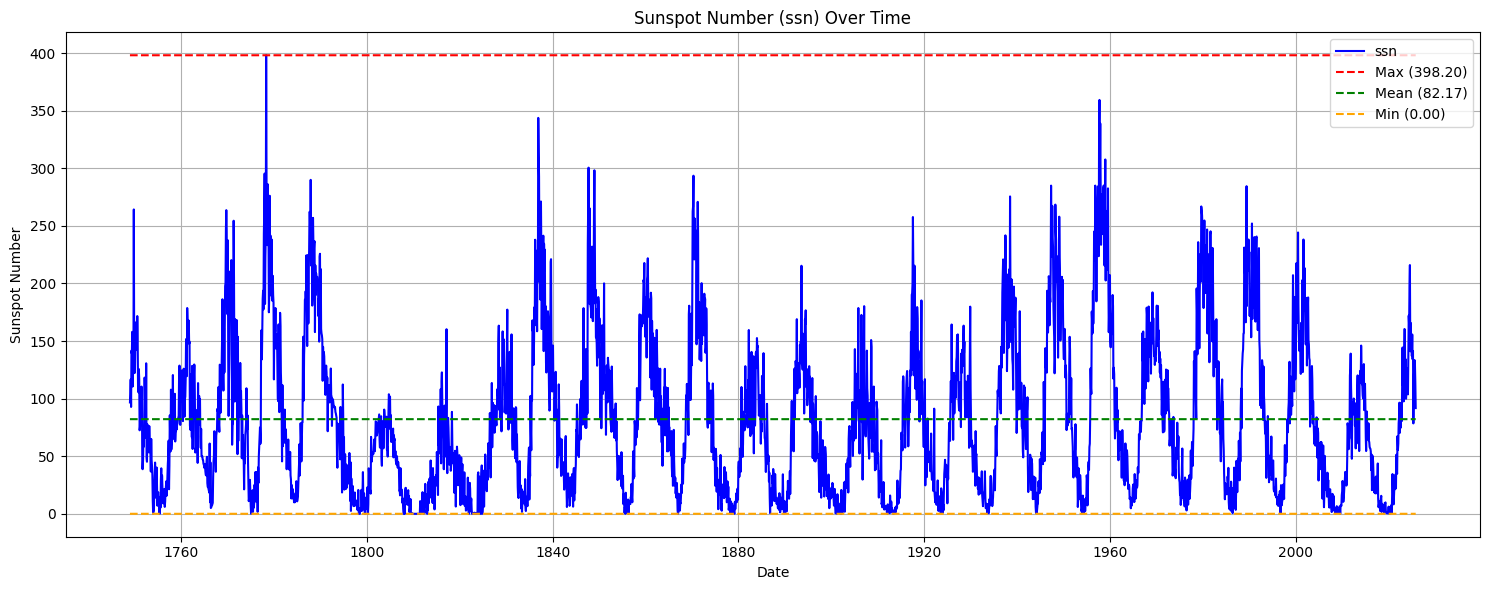 Sunspot Number (ssn) Over Time
ssn
Max (398.20)
Mean (82.17)
Min (0.00)
Sunspot Number
400
350
300
250
200
150
100
50
0
1760 1800 1840 1880 1920 1960 2000
Date